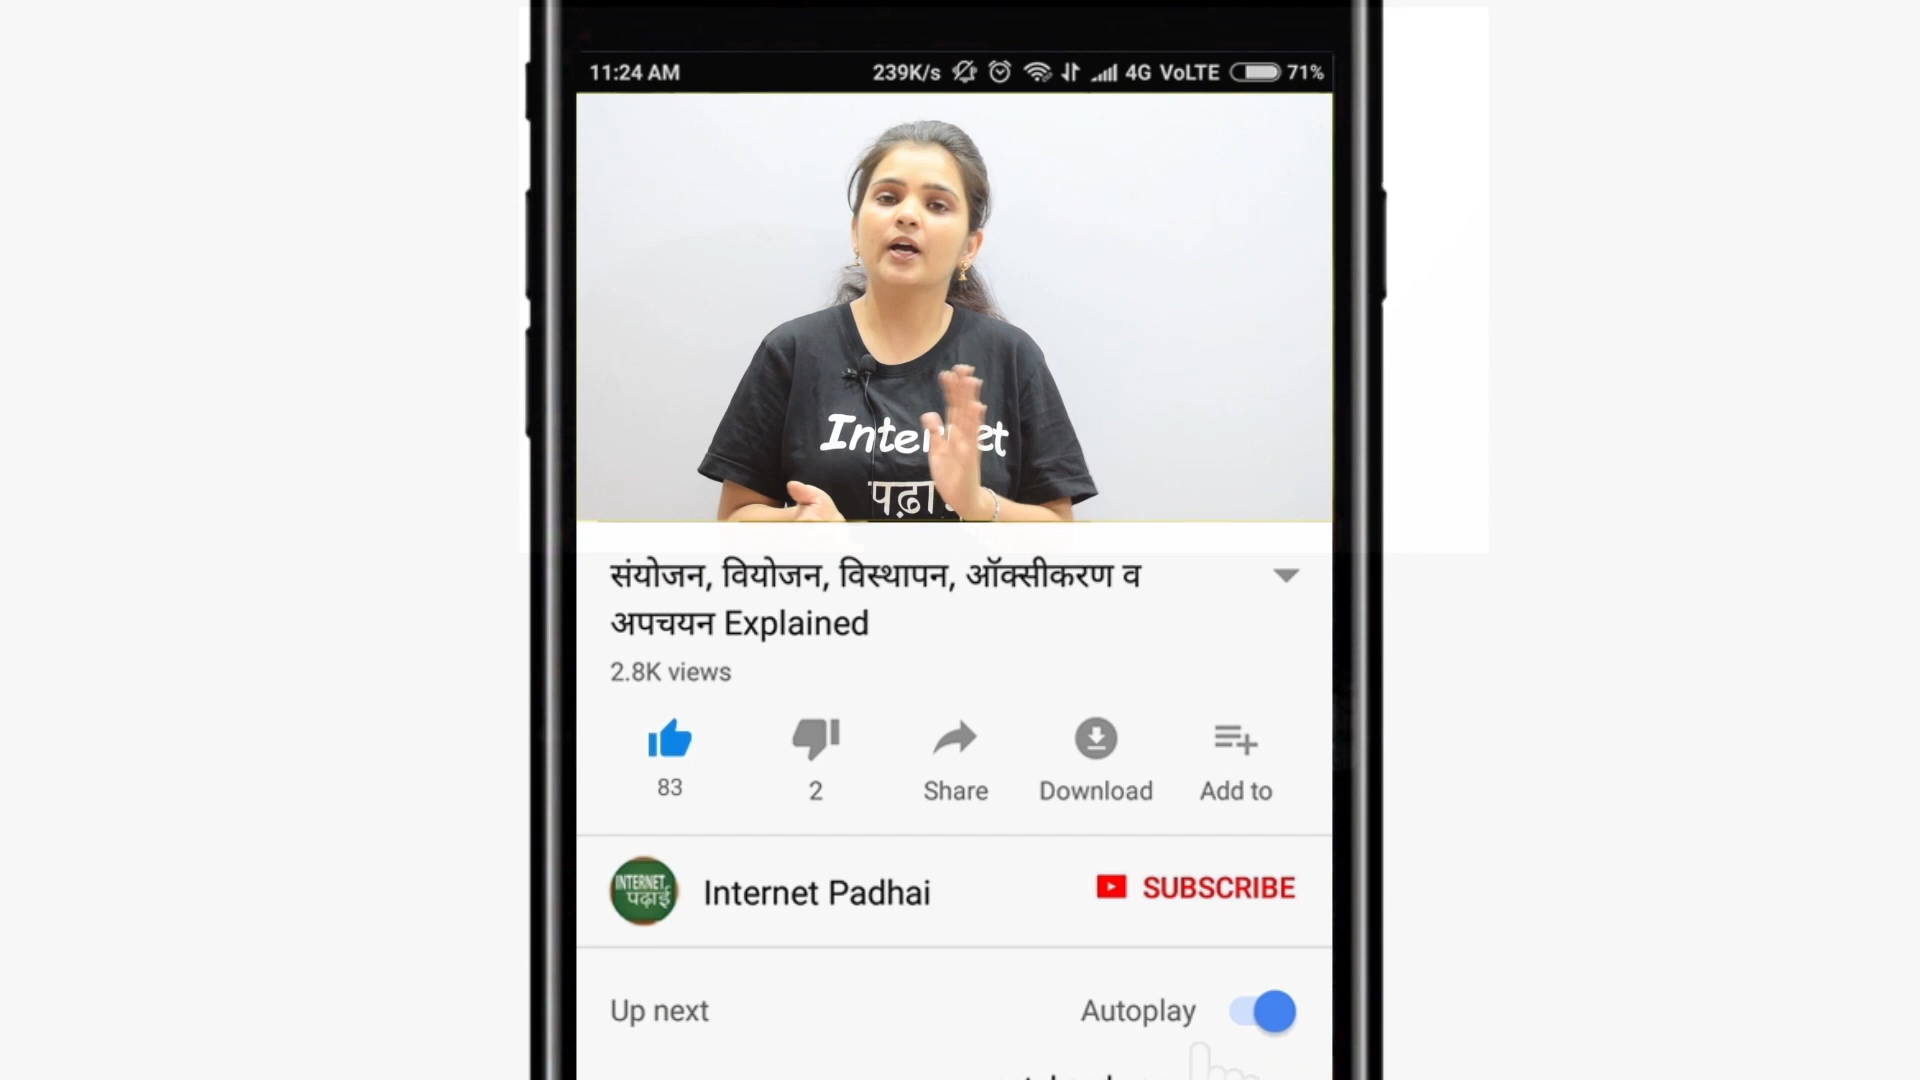 11:24 AM 239K/s 4G VoLTE 71%
Internet
पढ़ाई
संयोजन, वियोजन, विस्थापन, ऑक्सीकरण व
अपचयन Explained
2.8K views
83 2 Share Download Add to
INTERNET
पढ़ाई
Internet Padhai SUBSCRIBE
Up next Autoplay